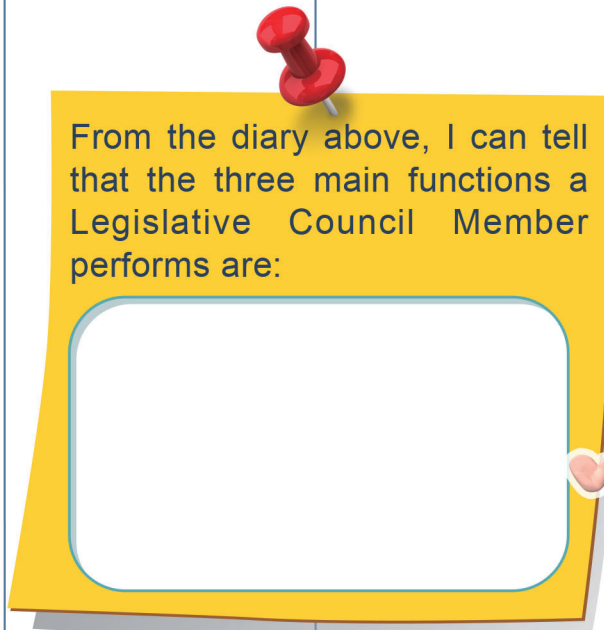 From the diary above, I can tell
that the three main functions a
Legislative Council Member
performs are: